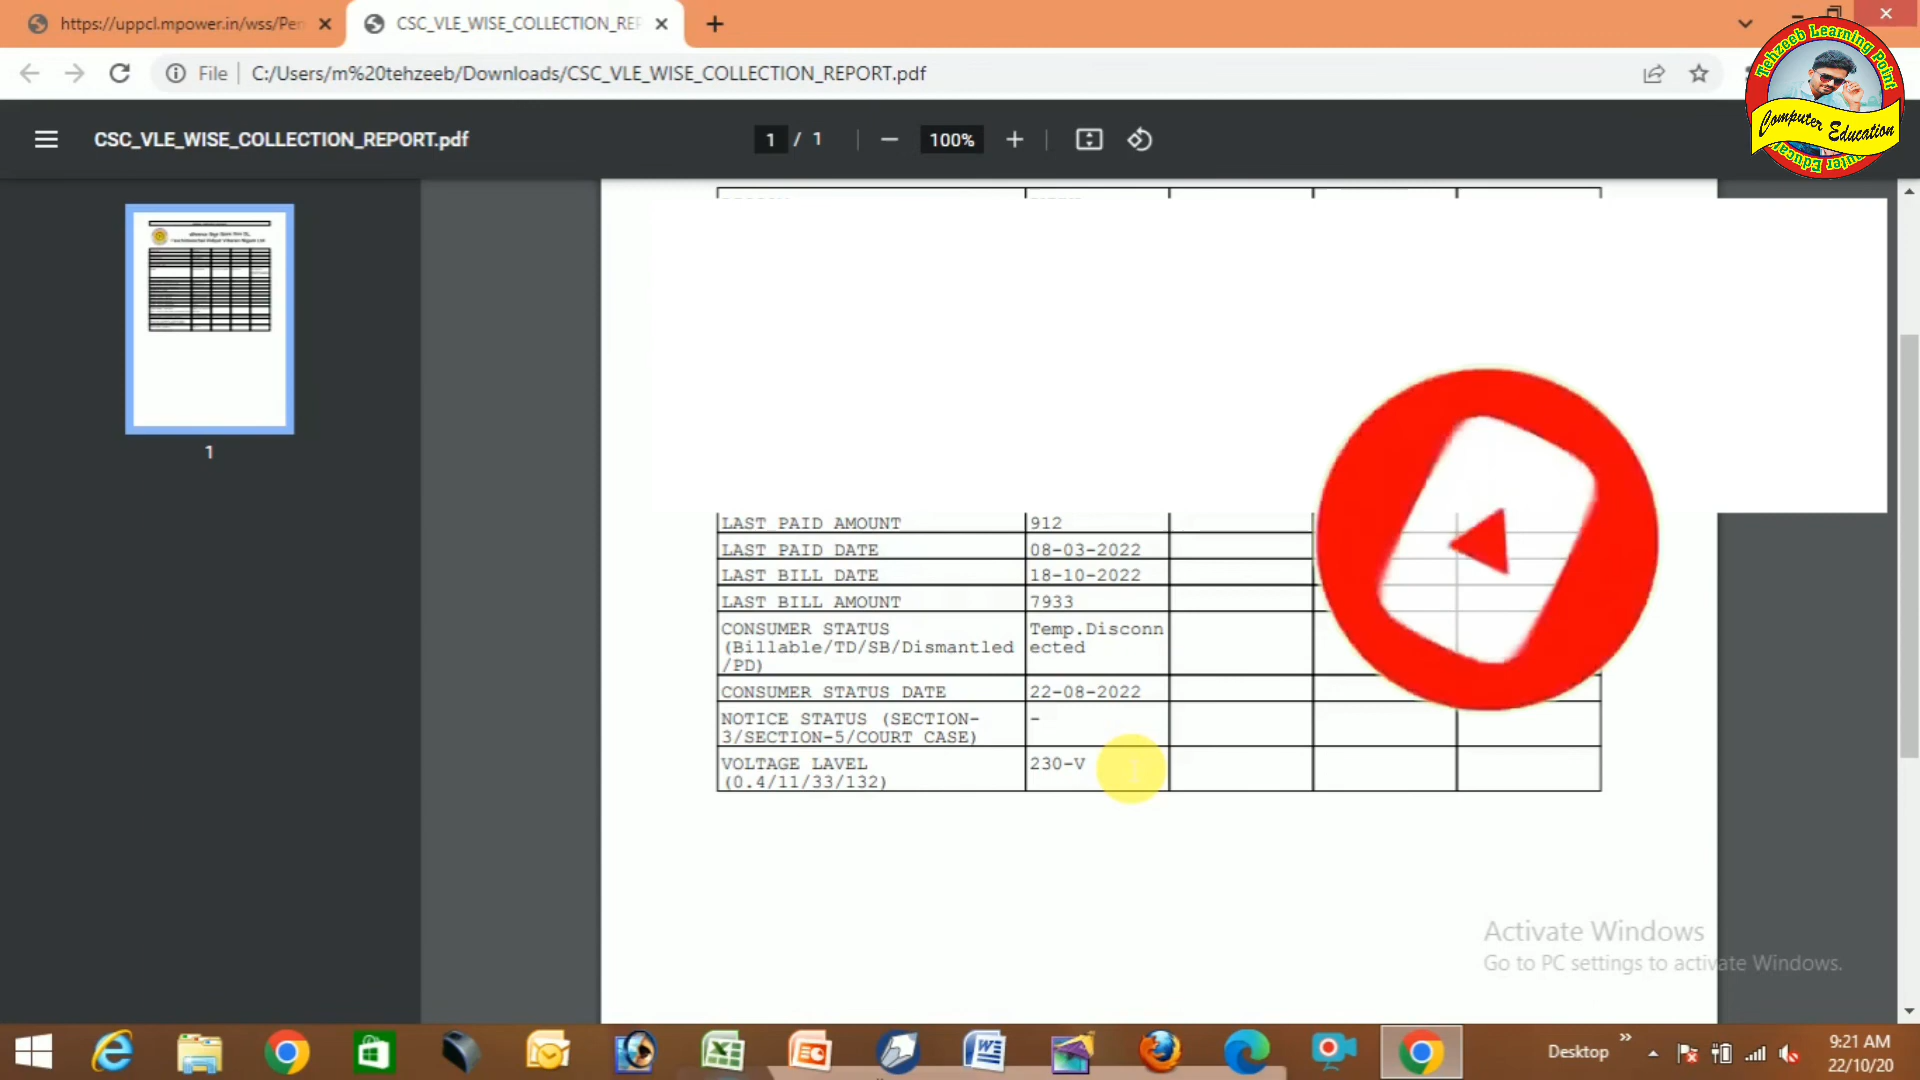 https://uppcl.mpower.in/wss/Pen
CSC_VLE_WISE_COLLECTION_REP
File
C:/Users/m%20tehzeeb/Downloads/CSC_VLE_WISE_COLLECTION_REPORT.pdf
Tehzeeb Learning Point
Computer Education
CSC_VLE_WISE_COLLECTION_REPORT.pdf
1 / 1
100%
1
LAST PAID AMOUNT 912
LAST PAID DATE 08-03-2022
LAST BILL DATE 18-10-2022
LAST BILL AMOUNT 7933
CONSUMER STATUS Temp.Disconn
(Billable/TD/SB/Dismantled ected
/PD)
CONSUMER STATUS DATE 22-08-2022
NOTICE STATUS (SECTION- -
3/SECTION-5/COURT CASE)
VOLTAGE LAVEL 230-V
(0.4/11/33/132)
Activate Windows
Go to PC settings to activate Windows.
Desktop
9:21 AM
22/10/20